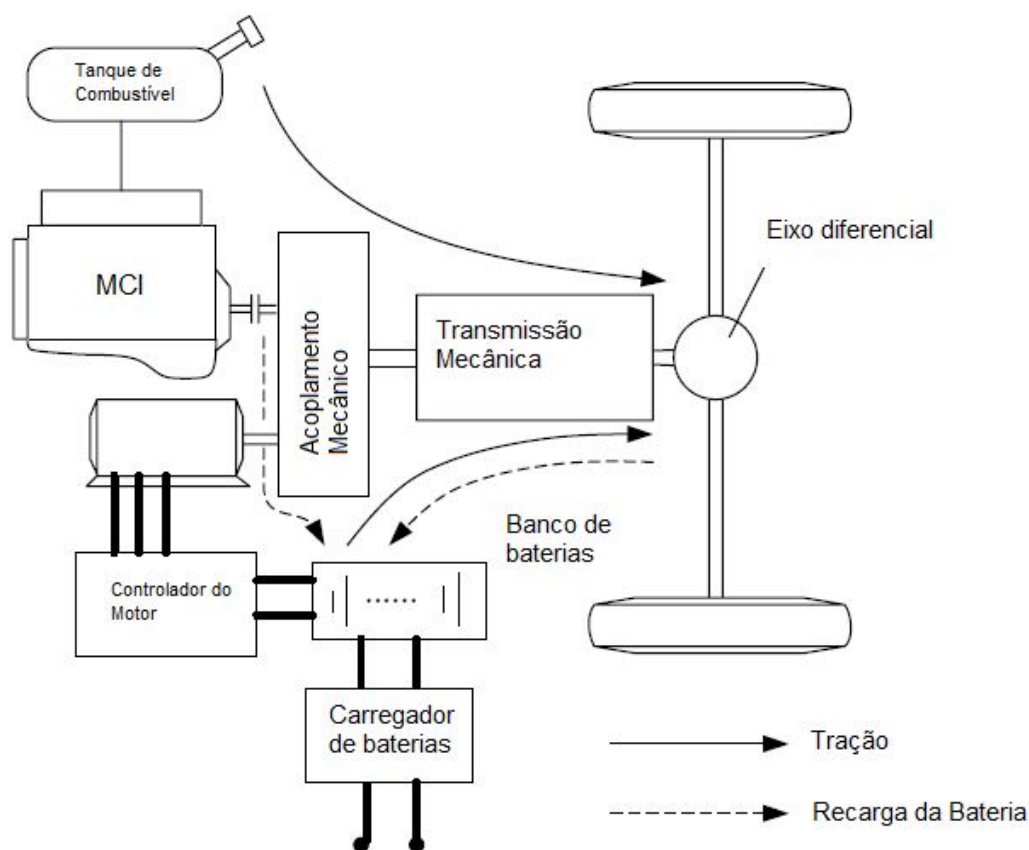 Tanque de
Combustível
MCI
Acoplamento
Mecânico
Transmissão
Mecânica
Eixo diferencial
Banco de
baterias
Controlador do
Motor
Carregador
de baterias
Tração
Recarga da Bateria